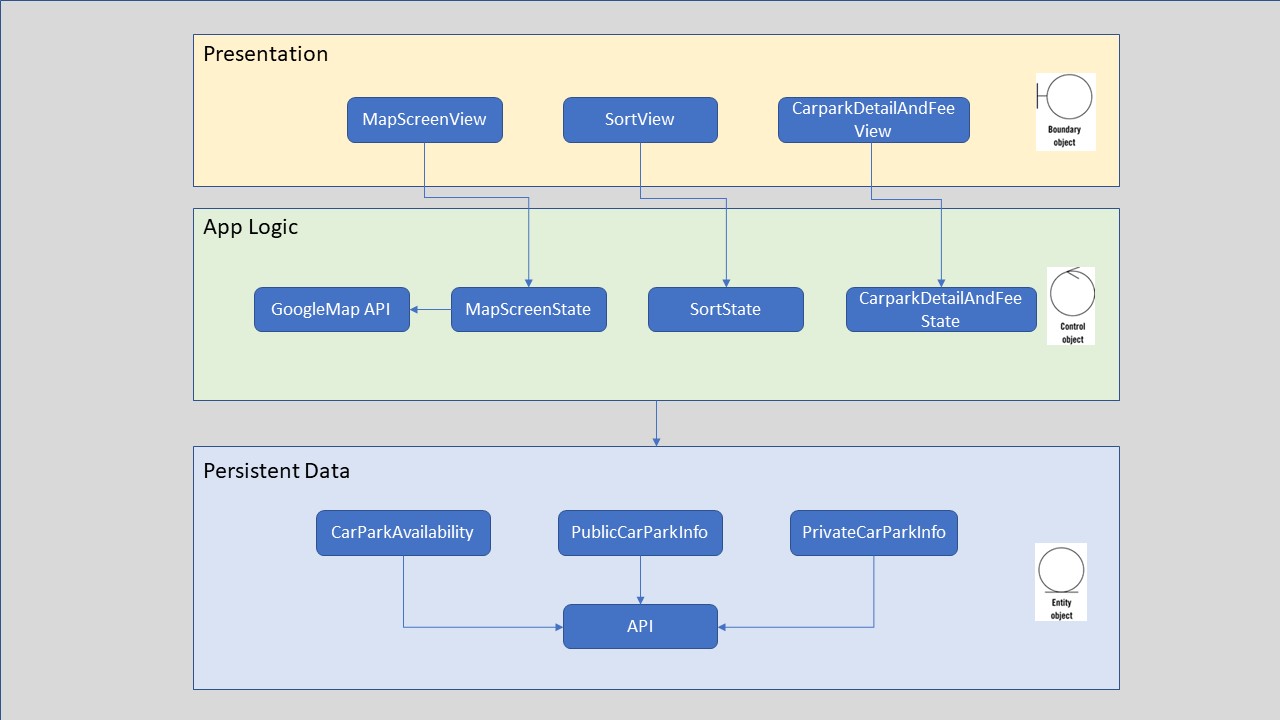 Presentation
MapScreenView
SortView
CarparkDetailAndFee
View
Boundary
object
App Logic
GoogleMap API
MapScreenState
SortState
CarparkDetailAndFee
State
Control
object
Persistent Data
CarParkAvailability
PublicCarParkInfo
PrivateCarParkInfo
API
Entity
object